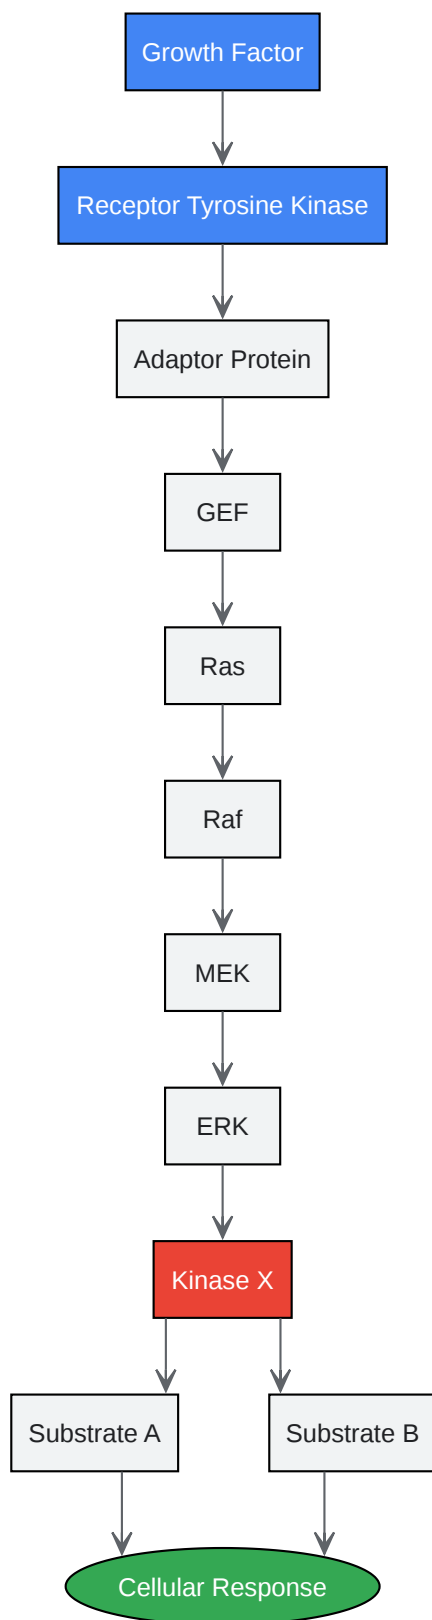 Growth Factor
Receptor Tyrosine Kinase
Adaptor Protein
GEF
Ras
Raf
MEK
ERK
Kinase X
Substrate A
Substrate B
Cellular Response